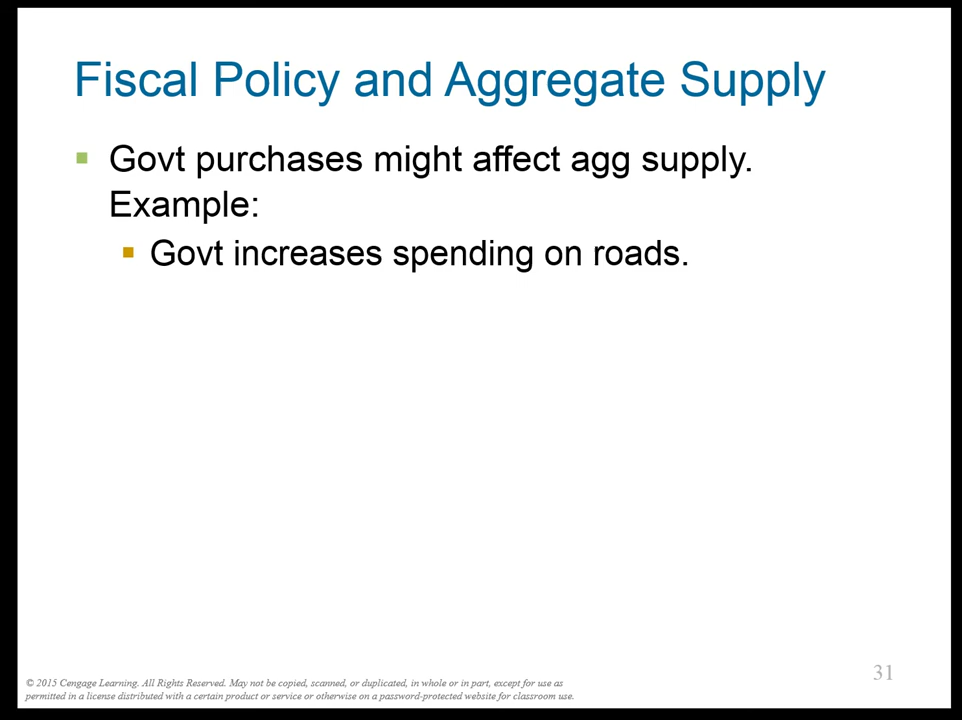 Fiscal Policy and Aggregate Supply
Govt purchases might affect agg supply.
Example:
Govt increases spending on roads.
31
© 2015 Cengage Learning. All Rights Reserved. May not be copied, scanned, or duplicated, in whole or in part, except for use as
permitted in a license distributed with a certain product or service or otherwise on a password-protected website for classroom use.